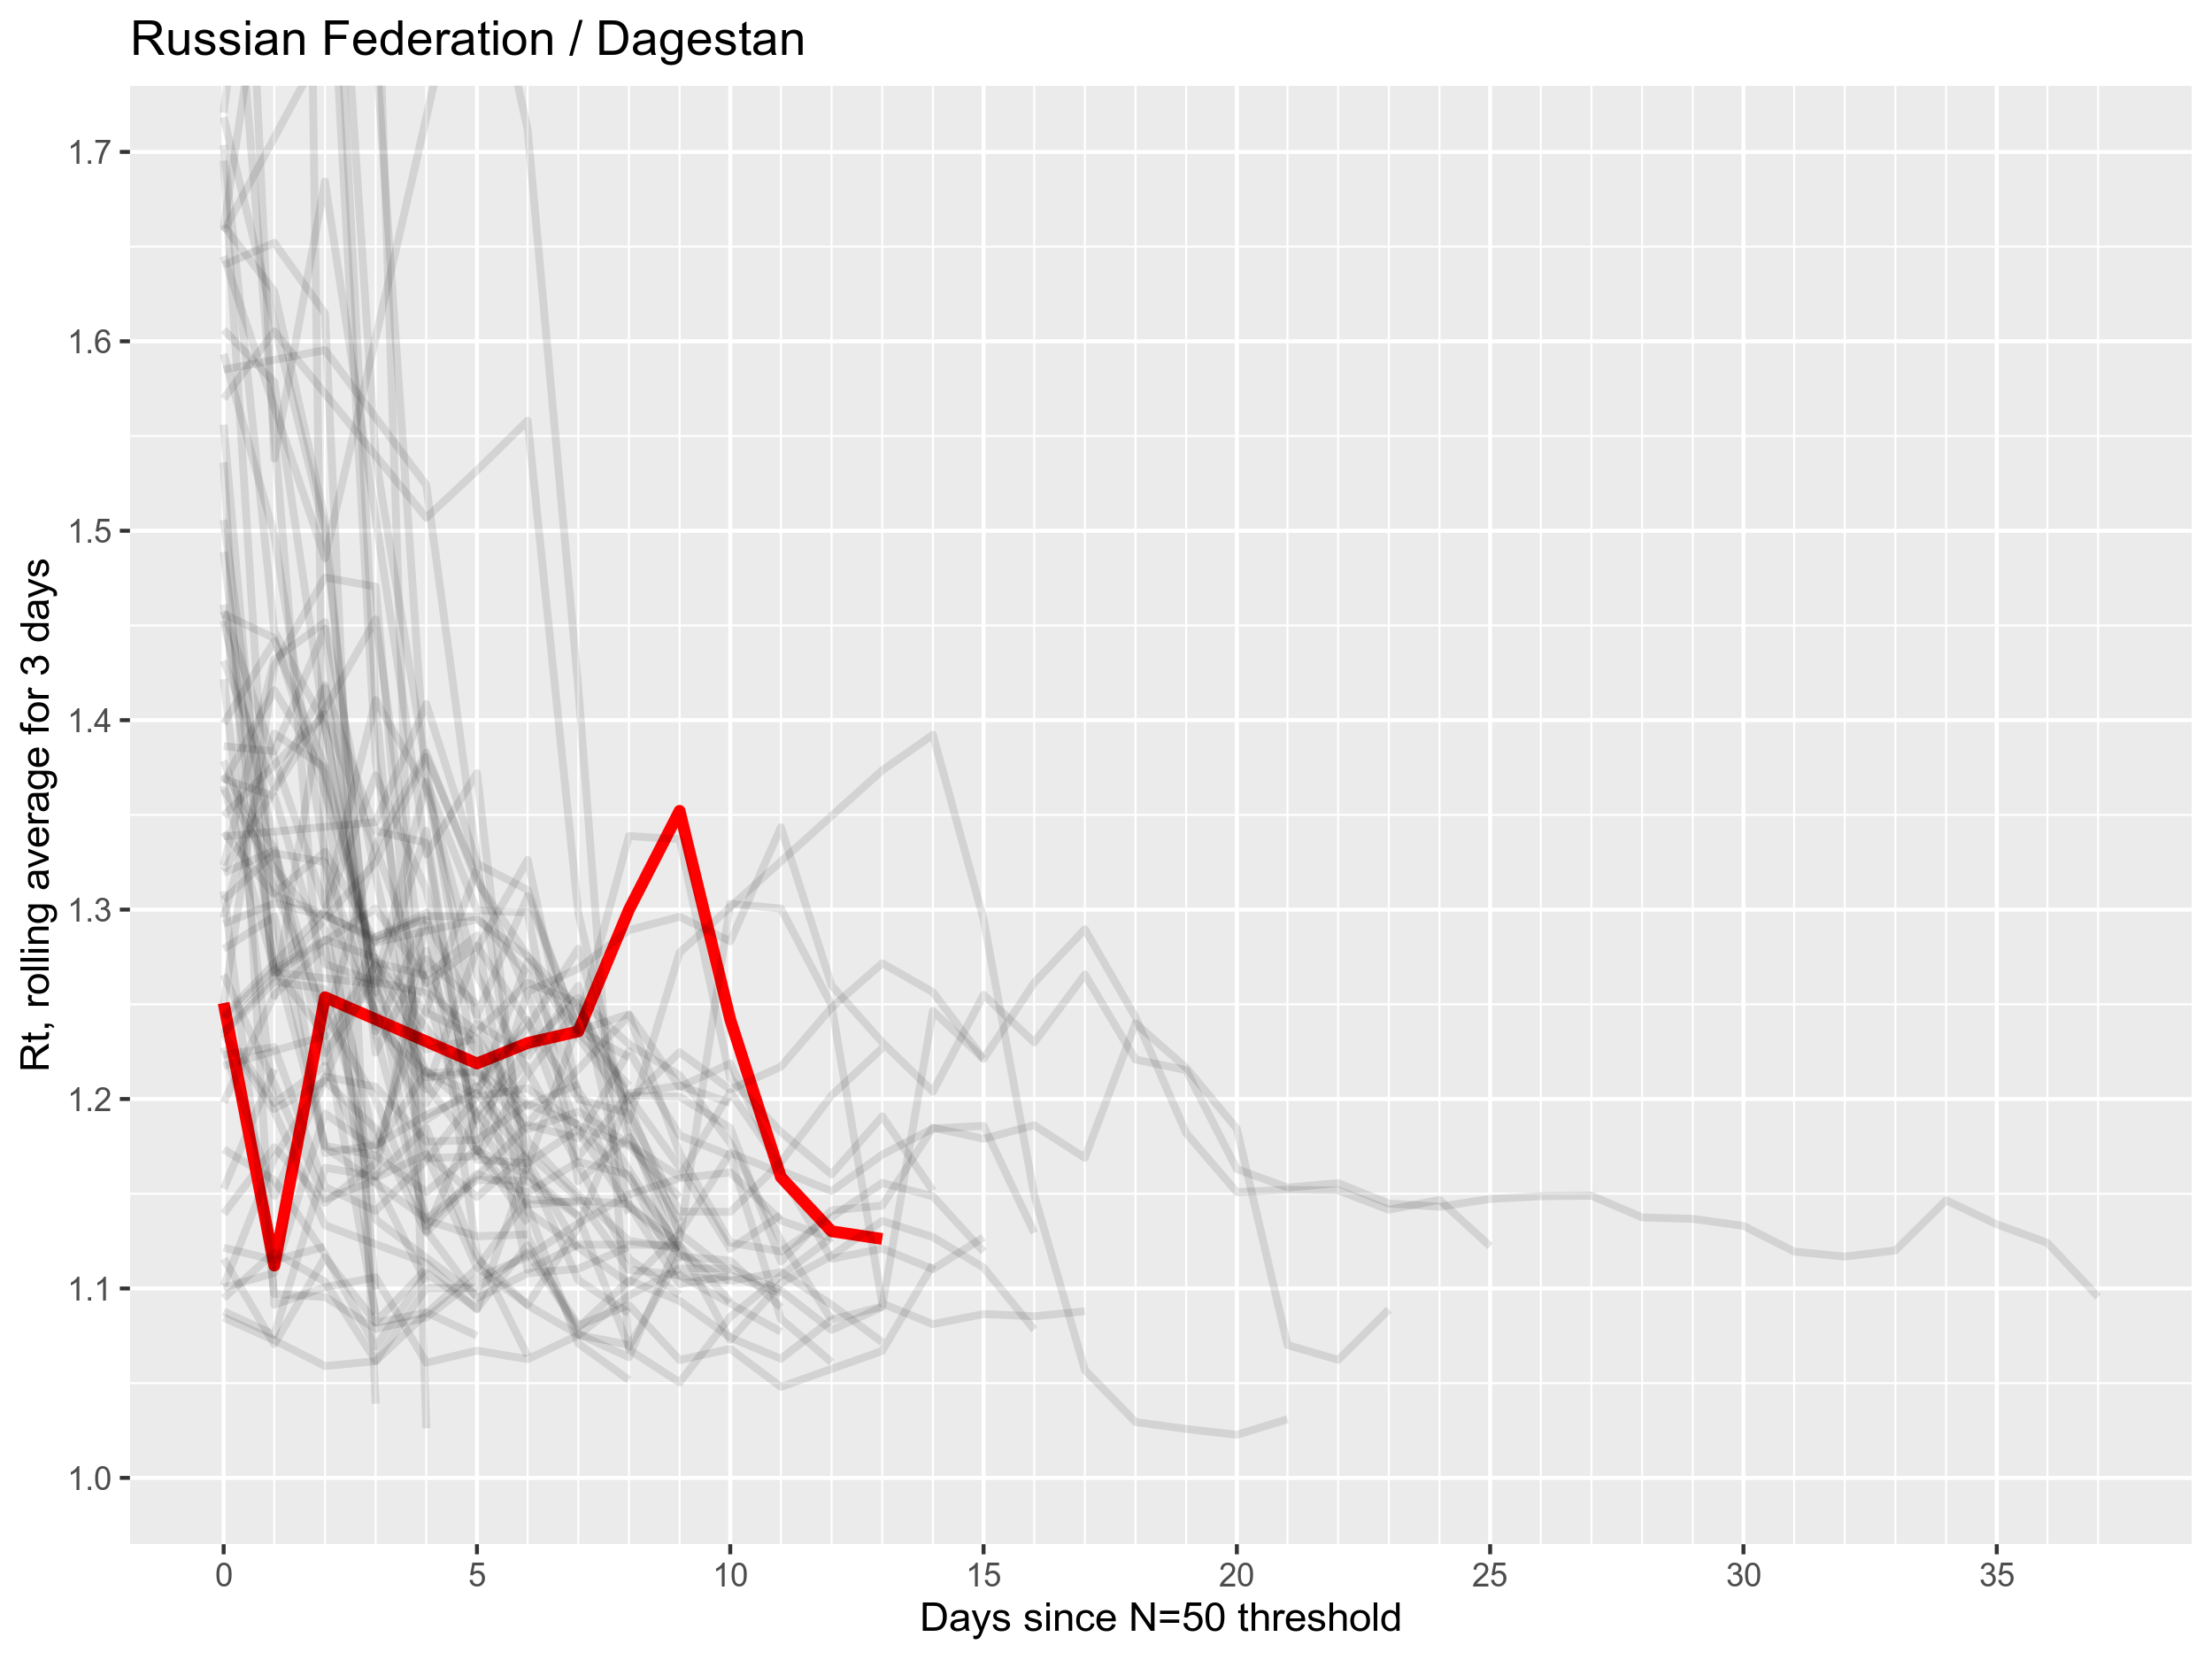 Russian Federation / Dagestan
Rt, rolling average for 3 days
1.7
1.6
1.5
1.4
1.3
1.2
1.1
1.0
0 5 10 15 20 25 30 35
Days since N=50 threshold